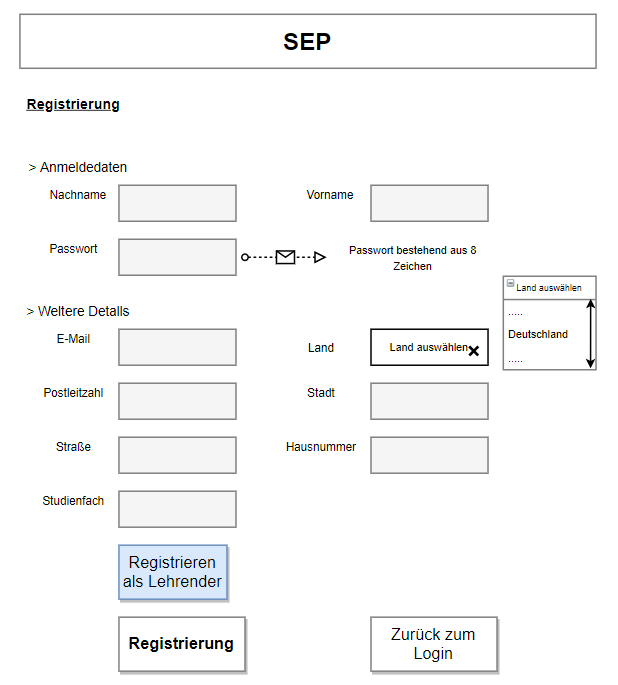 SEP
Registrierung
> Anmeldedaten
Nachname
Vorname
Passwort
Passwort bestehend aus 8
Zeichen
Land auswählen
.....
Deutschland
.....
> Weltere Details
E-Mail
Land
Land auswählen
Postleitzahl
Stadt
Straße
Hausnummer
Studienfach
Registrieren
als Lehrender
Registrierung
Zurück zum
Login